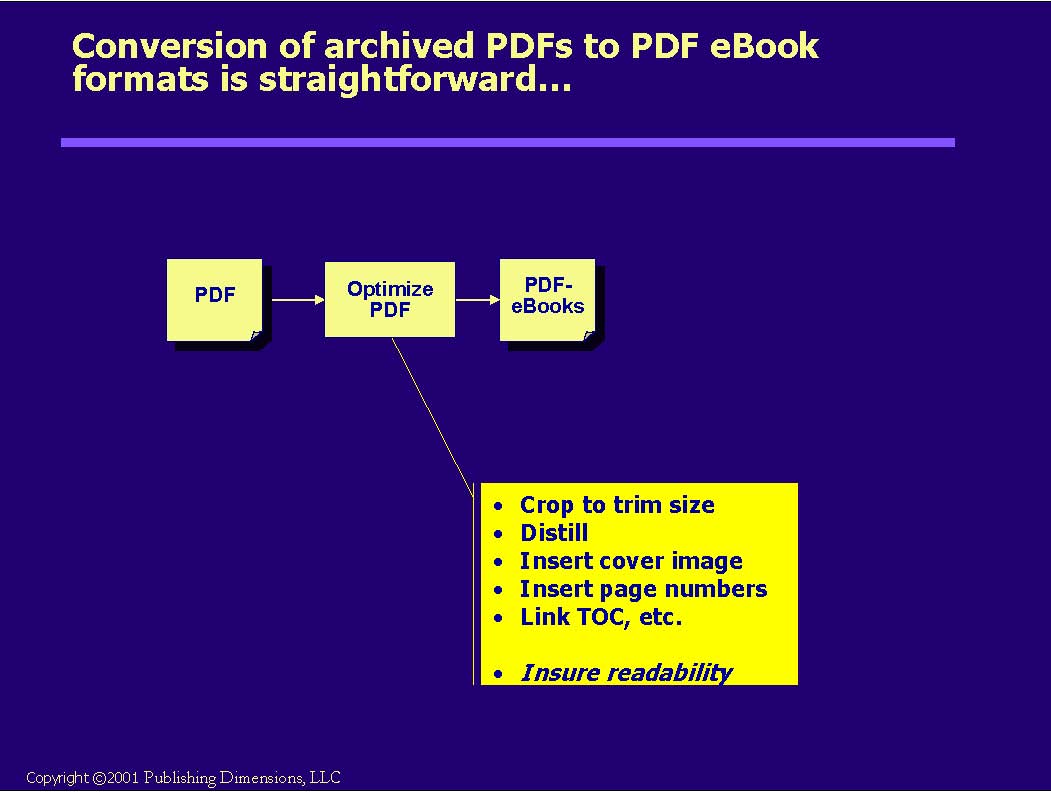 Conversion of archived PDFs to PDF eBook
formats is straightforward...
PDF
Optimize
PDF
PDF-
eBooks
• Crop to trim size
• Distill
• Insert cover image
• Insert page numbers
• Link TOC, etc.
• Insure readability
Copyright ©2001 Publishing Dimensions, LLC